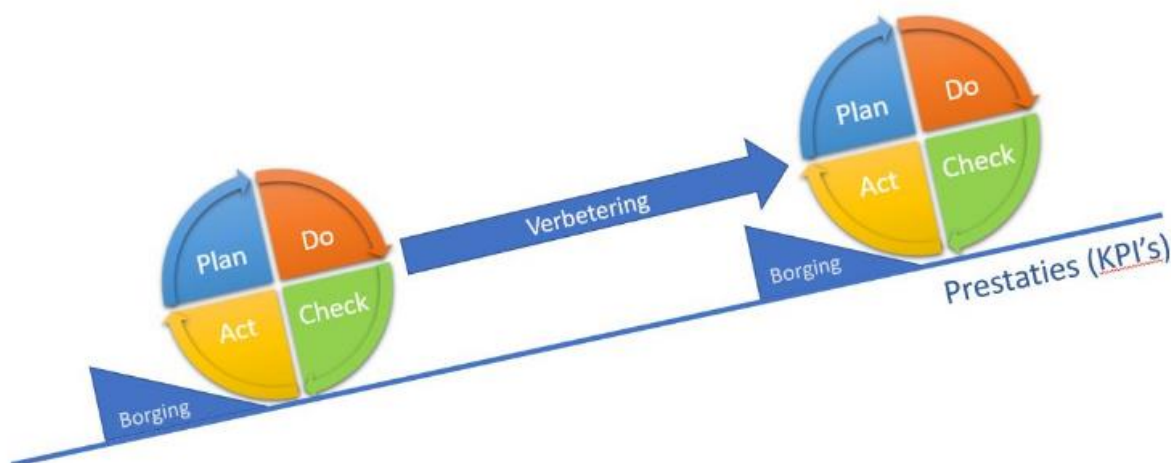 Plan
Do
Act
Check
Borging
Verbetering
Plan
Do
Act
Check
Borging
Prestaties (KPI's)